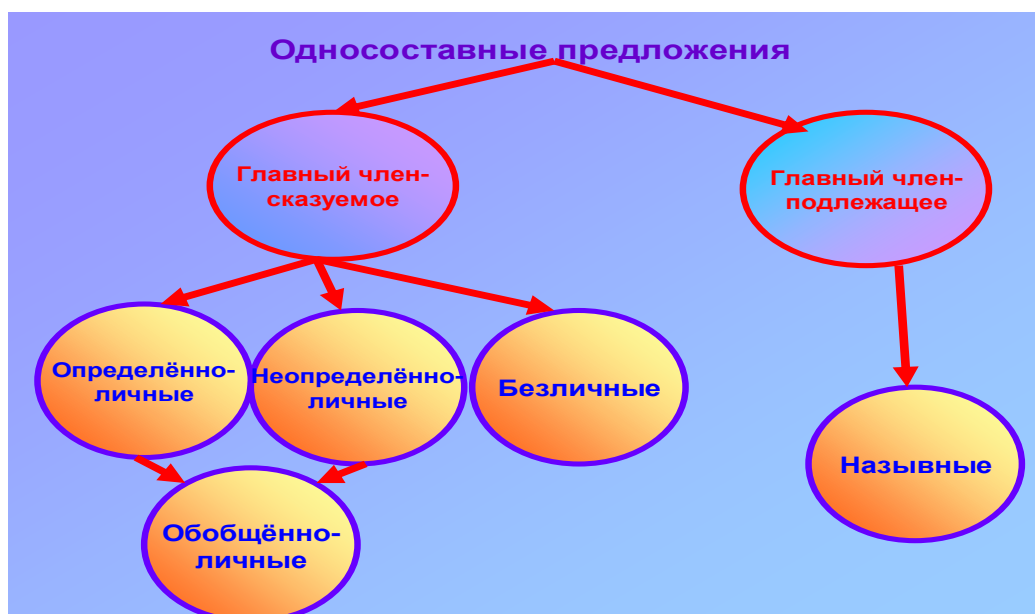 Односоставные предложения
Главный член-
сказуемое
Главный член-
подлежащее
Определённо-
личные
Неопределённо-
личные
Безличные
Назывные
Обобщённо-
личные